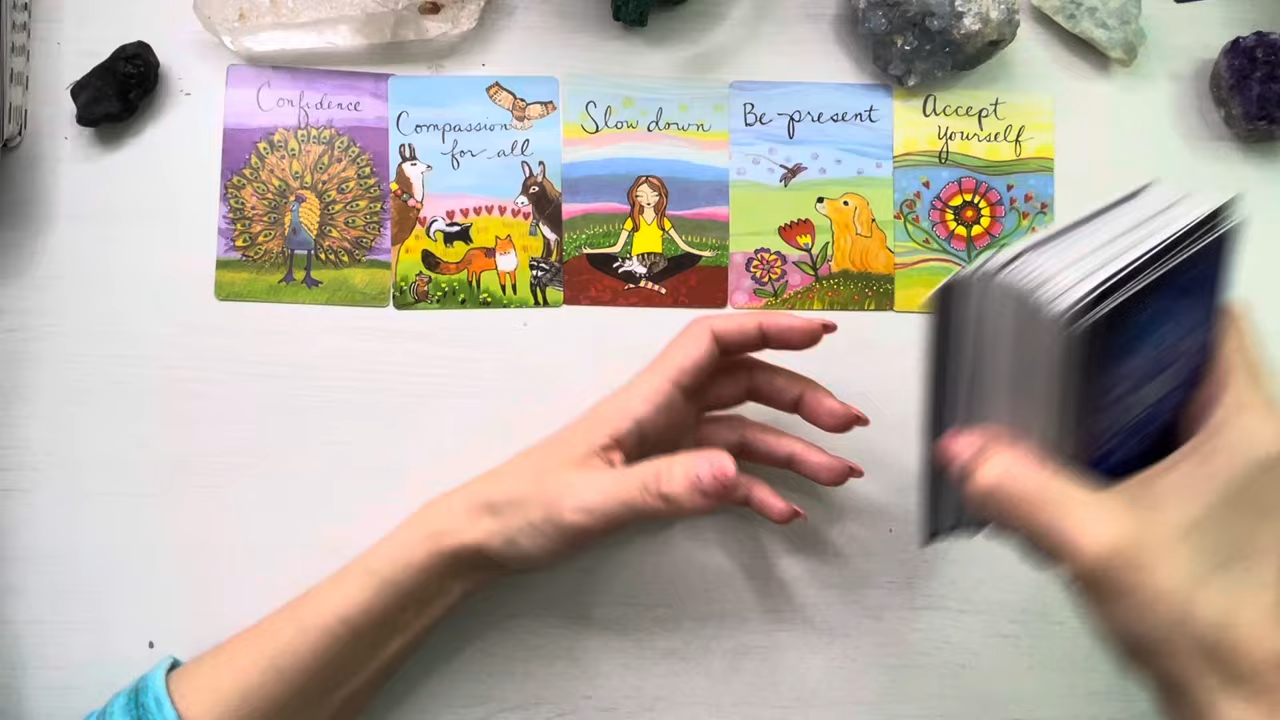 Confidence
Compassion
for all
Slow down
Be present
Accept
Yourself